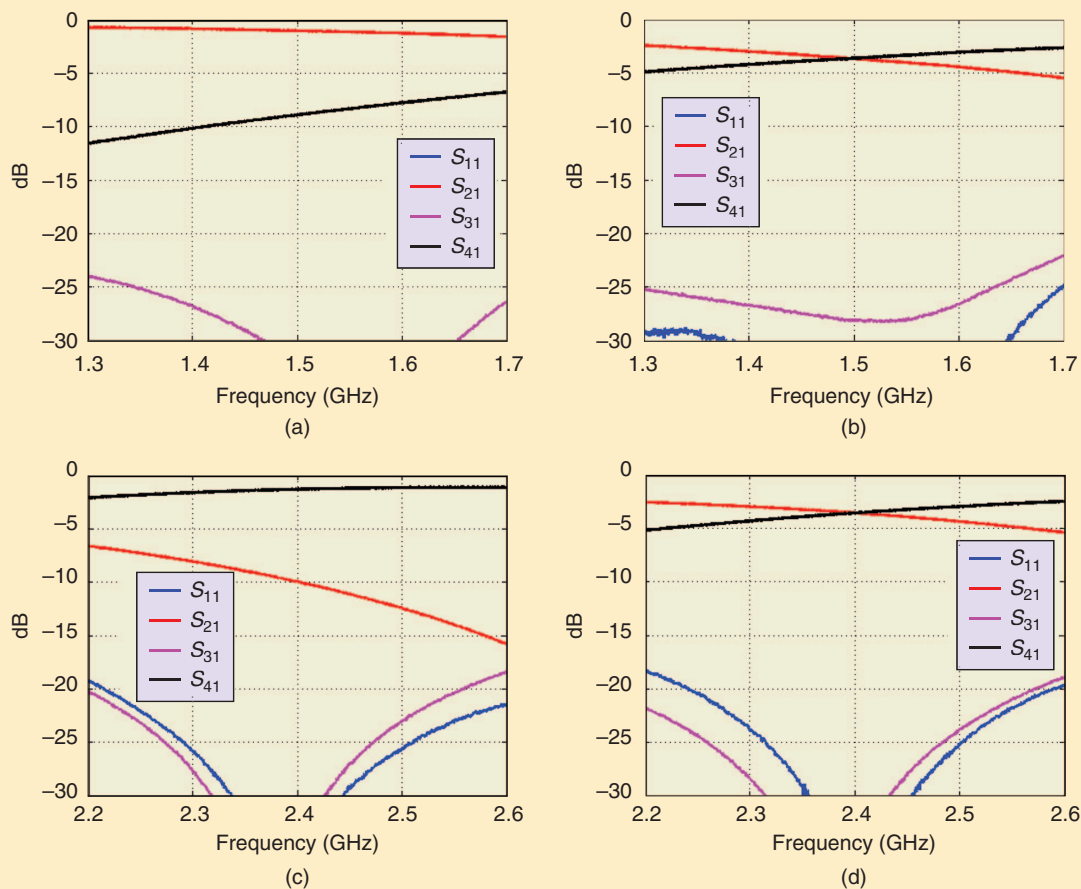 0
–5
–10
–15
–20
–25
–30
dB
S11
S21
S31
S41
1.3 1.4 1.5 1.6 1.7
Frequency (GHz)
(a)
0
–5
–10
–15
–20
–25
–30
dB
S11
S21
S31
S41
1.3 1.4 1.5 1.6 1.7
Frequency (GHz)
(b)
0
–5
–10
–15
–20
–25
–30
dB
S11
S21
S31
S41
2.2 2.3 2.4 2.5 2.6
Frequency (GHz)
(c)
0
–5
–10
–15
–20
–25
–30
dB
S11
S21
S31
S41
2.2 2.3 2.4 2.5 2.6
Frequency (GHz)
(d)